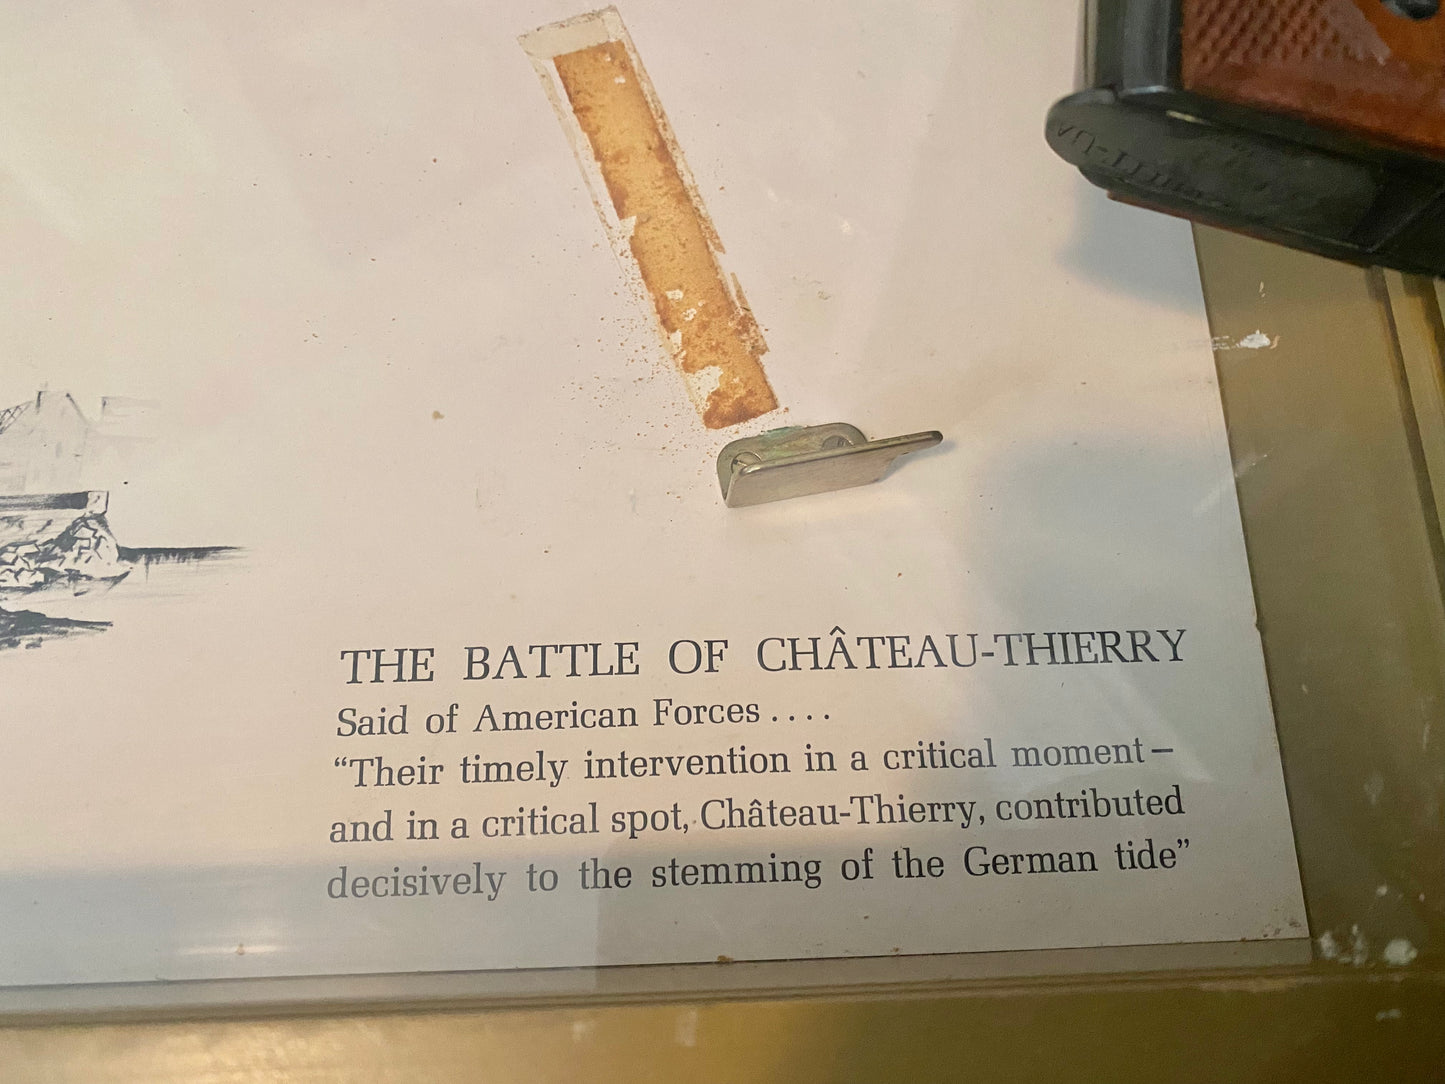 THE BATTLE OF CHÂTEAU-THIERRY
Said of American Forces . . . .
“Their timely intervention in a critical moment—
and in a critical spot, Château-Thierry, contributed
decisively to the stemming of the German tide”